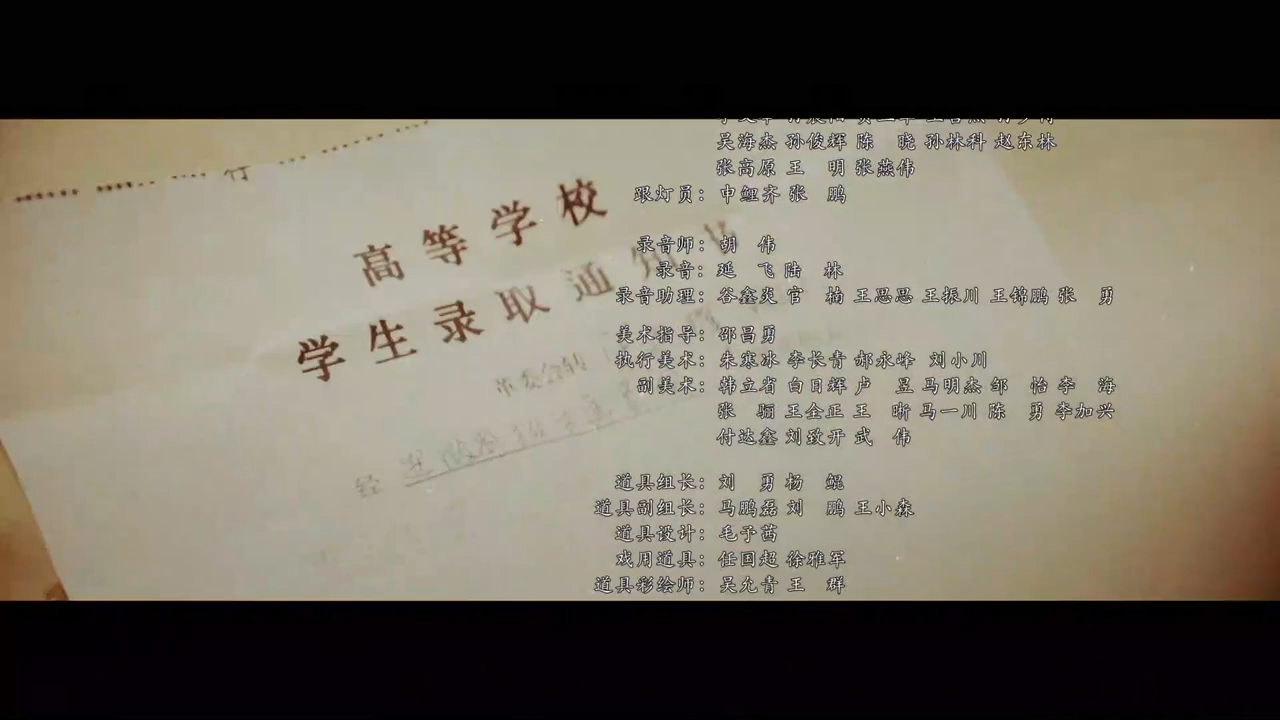 高等学校
学生录取通知书
吴海杰 孙俊辉 陈 晓 孙林科 赵东林
张高原 王 明 张燕伟
跟灯员：申鲤齐 张 鹏
录音师：胡 伟
录音：延 飞 陆 林
录音助理：谷鑫炎 官 楠 王思思 王振川 王锦鹏 张 勇
美术指导：邵昌勇
执行美术：朱寒冰 李长青 郝永峰 刘小川
副美术：韩立省 白日辉 卢 昱 马明杰 邹 怡 李 海
张 骊 王全正 王 晰 马一川 陈 勇 李加兴
付达鑫 刘致开 武 伟
道具组长：刘 勇 杨 鲲
道具副组长：马鹏磊 刘 鹏 王小森
道具设计：毛予茜
戏用道具：任国超 徐雅军
道具彩绘师：吴允青 王 群